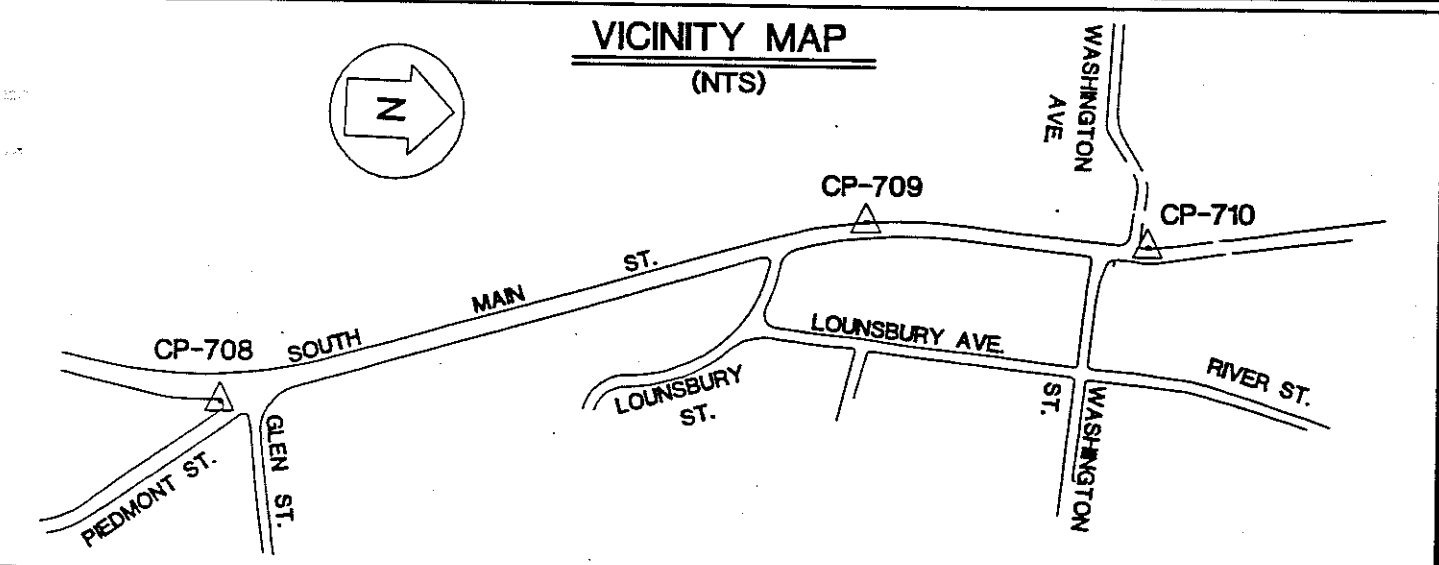 VICINITY MAP
(NTS)
N
WASHINGTON
AVE.
CP-709
CP-710
SOUTH MAIN ST.
CP-708
LOUNSBURY AVE.
LOUNSBURY
ST.
RIVER ST.
WASHINGTON
ST.
GLEN ST.
PIEDMONT ST.